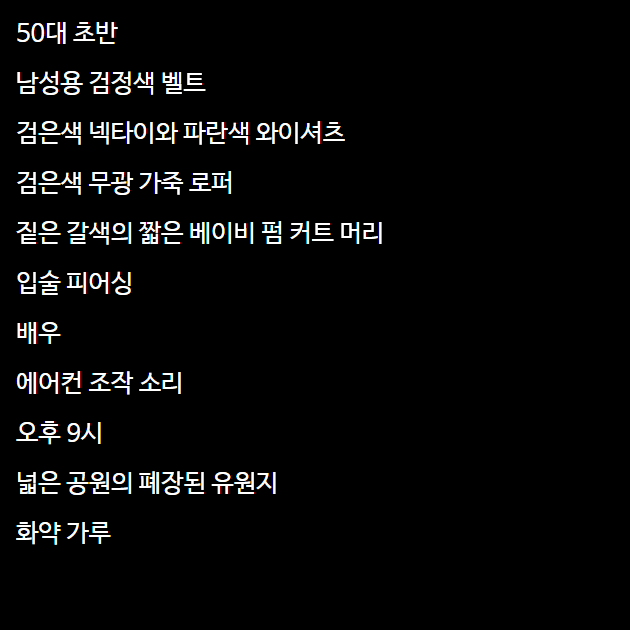 50대 초반
남성용 검정색 벨트
검은색 넥타이와 파란색 와이셔츠
검은색 무광 가죽 로퍼
짙은 갈색의 짧은 베이비 펌 커트 머리
입술 피어싱
배우
에어컨 조작 소리
오후 9시
넓은 공원의 폐장된 유원지
화약 가루